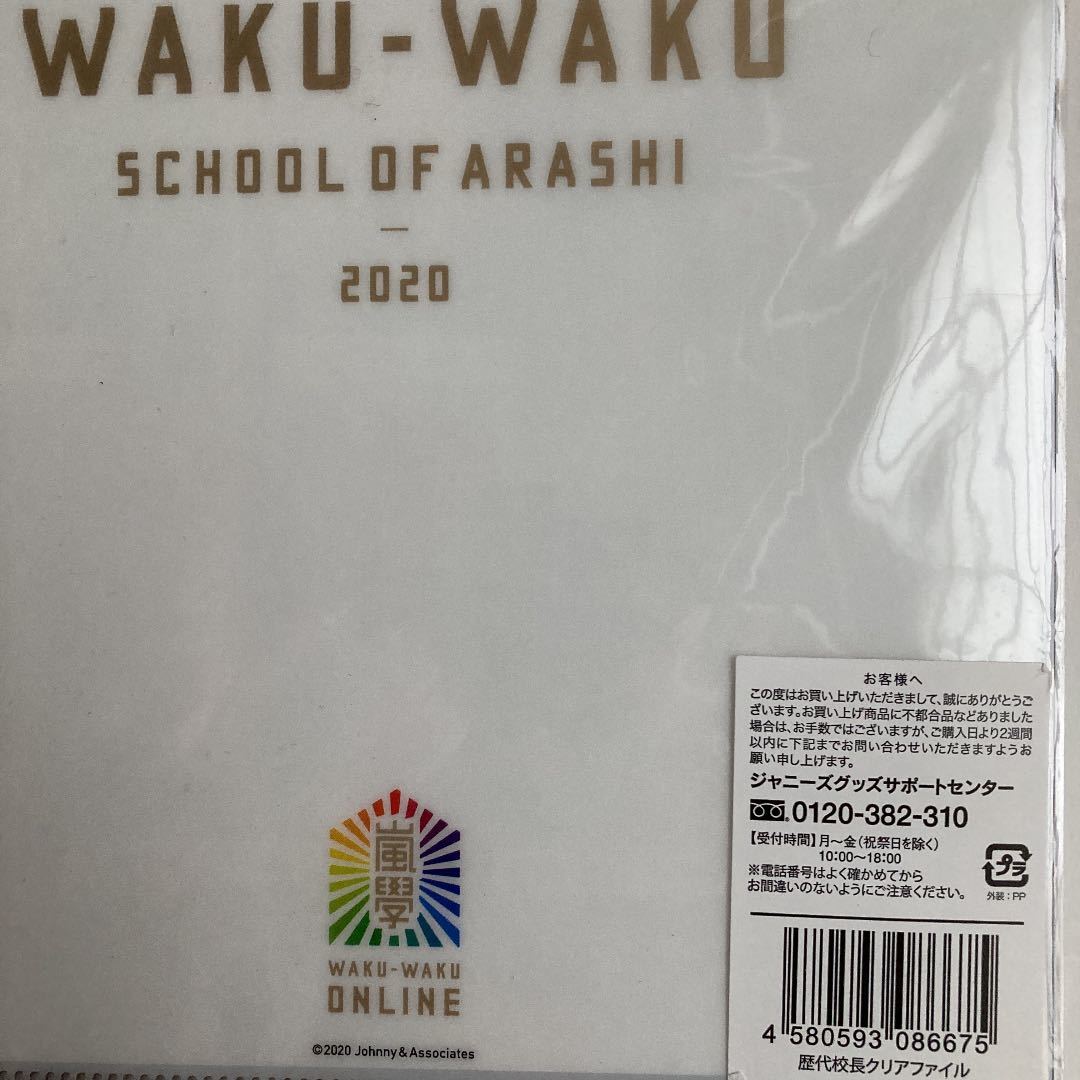 WAKU-WAKU
SCHOOL OF ARASHI
2020
嵐
學
WAKU-WAKU
ONLINE
©2020 Johnny & Associates
お客様へ
この度はお買い上げいただきまして、誠にありがとうご
ざいます。お買い上げ商品に不都合品などありました
場合は、お手数ではございますが、ご購入日より2週間
以内に下記までお問い合わせいただきますようお
願い申し上げます。
ジャニーズグッズサポートセンター
0120-382-310
【受付時間】月〜金（祝祭日を除く）
10:00〜18:00
※電話番号はよく確かめてから
お間違いのないようにご注意ください。
プラ
外装：PP
4 580593 086675
歴代校長クリアファイル